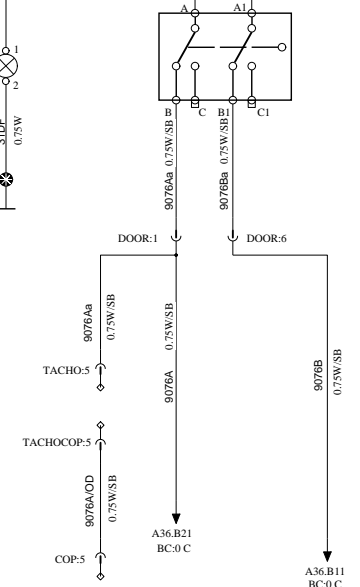 A A1
1
2
31DF
0.75W
B C B1 C1
9076Aa 0.75W/SB
9076Ba 0.75W/SB
DOOR:1 DOOR:6
9076Aa
0.75W/SB
0.75W/SB
9076A
9076B
0.75W/SB
TACHO:5
TACHOCOP:5
9076A/OD
0.75W/SB
COP:5
A36.B21
BC:0 C
A36.B11
BC:0 C